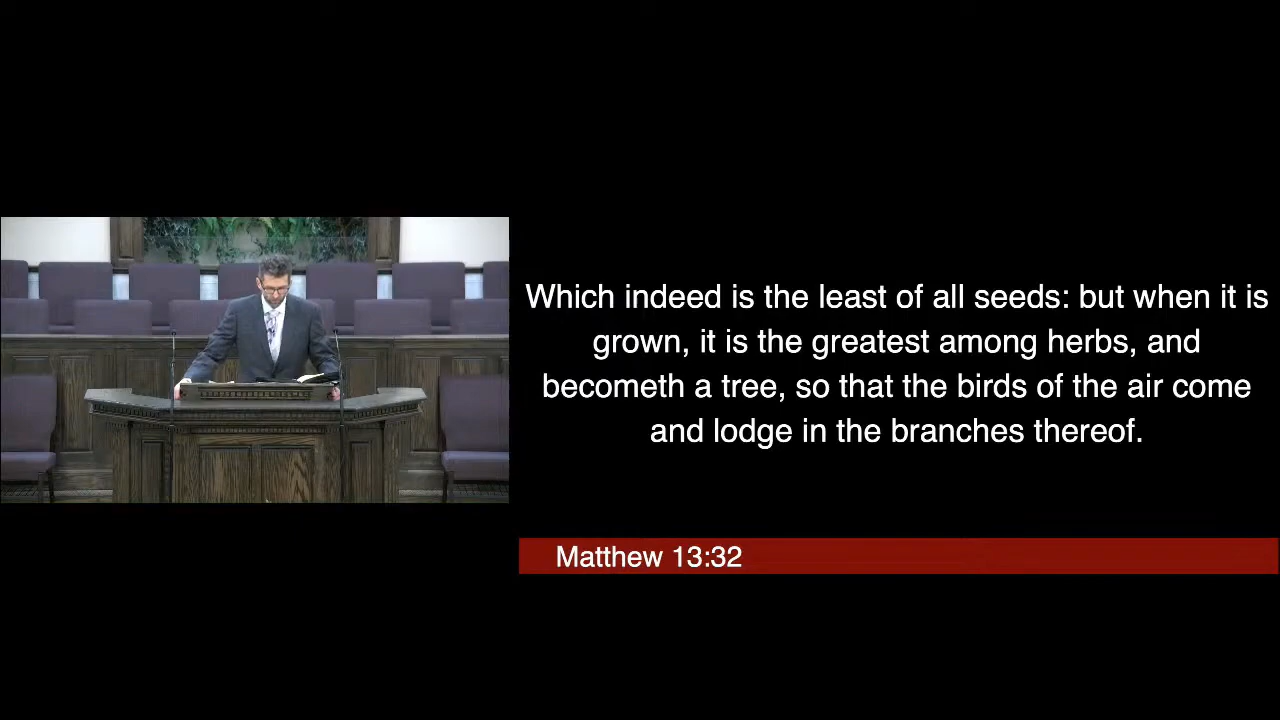 Which indeed is the least of all seeds: but when it is
grown, it is the greatest among herbs, and
becometh a tree, so that the birds of the air come
and lodge in the branches thereof.
Matthew 13:32